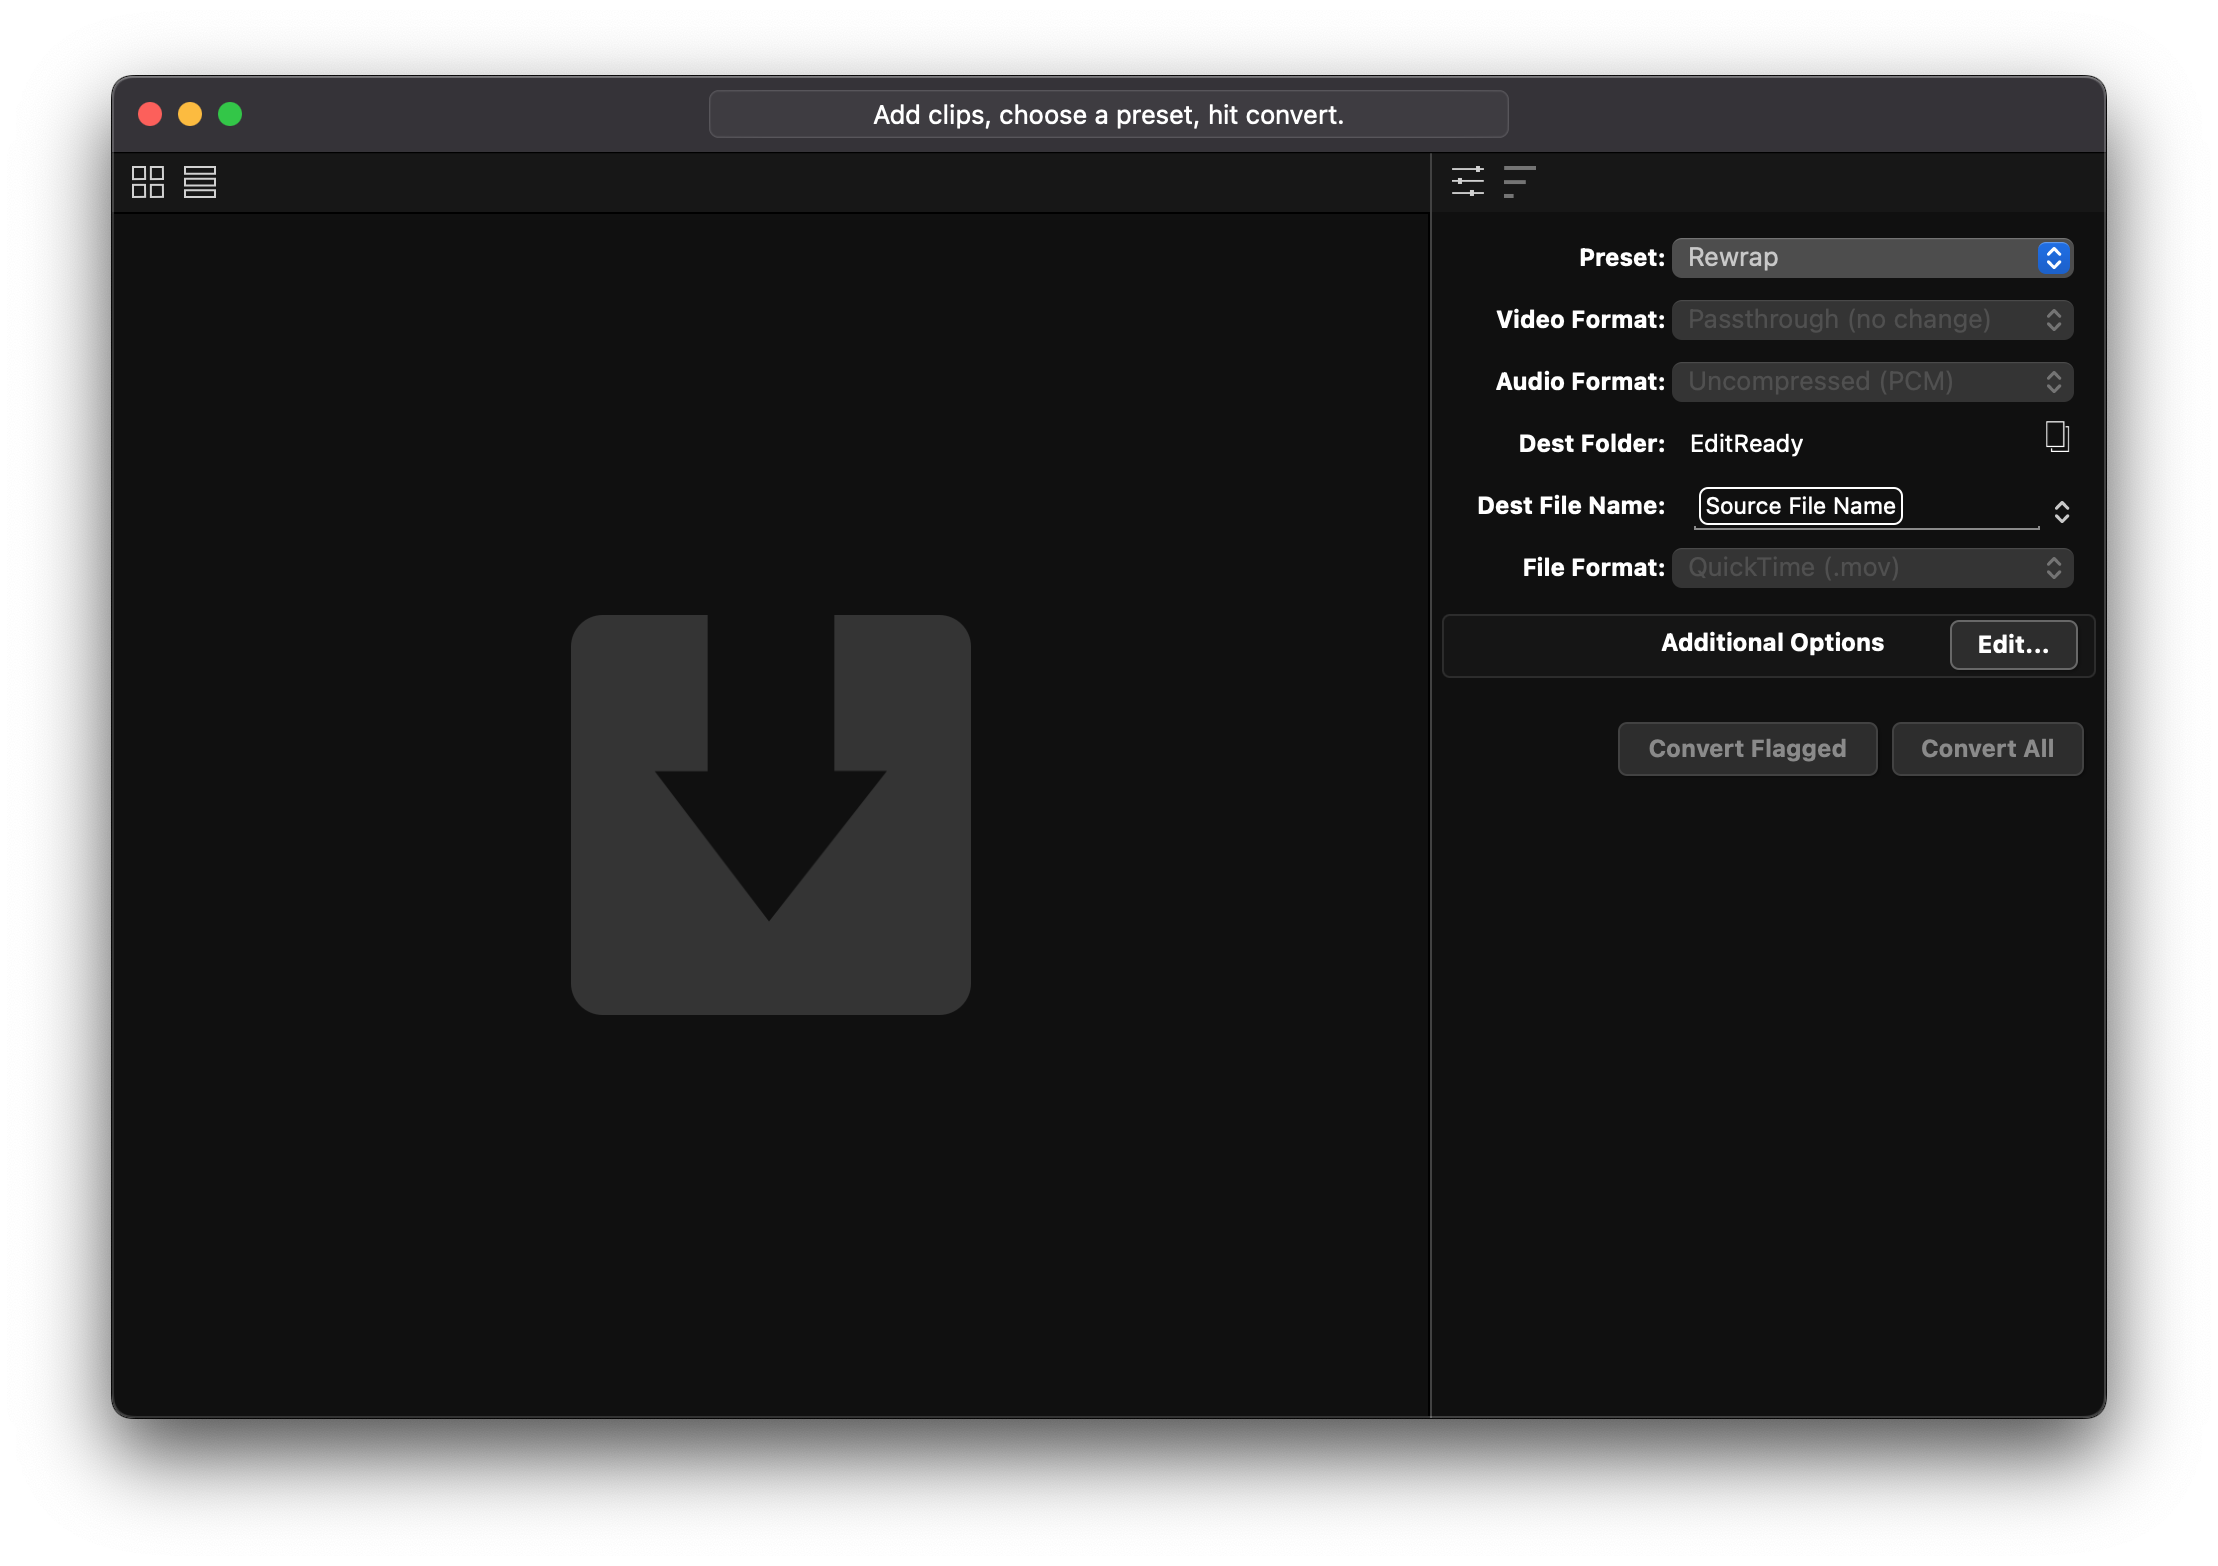 Add clips, choose a preset, hit convert.
Preset: Rewrap
Video Format: Passthrough (no change)
Audio Format: Uncompressed (PCM)
Dest Folder: EditReady
Dest File Name: Source File Name
File Format: QuickTime (.mov)
Additional Options Edit...
Convert Flagged Convert All